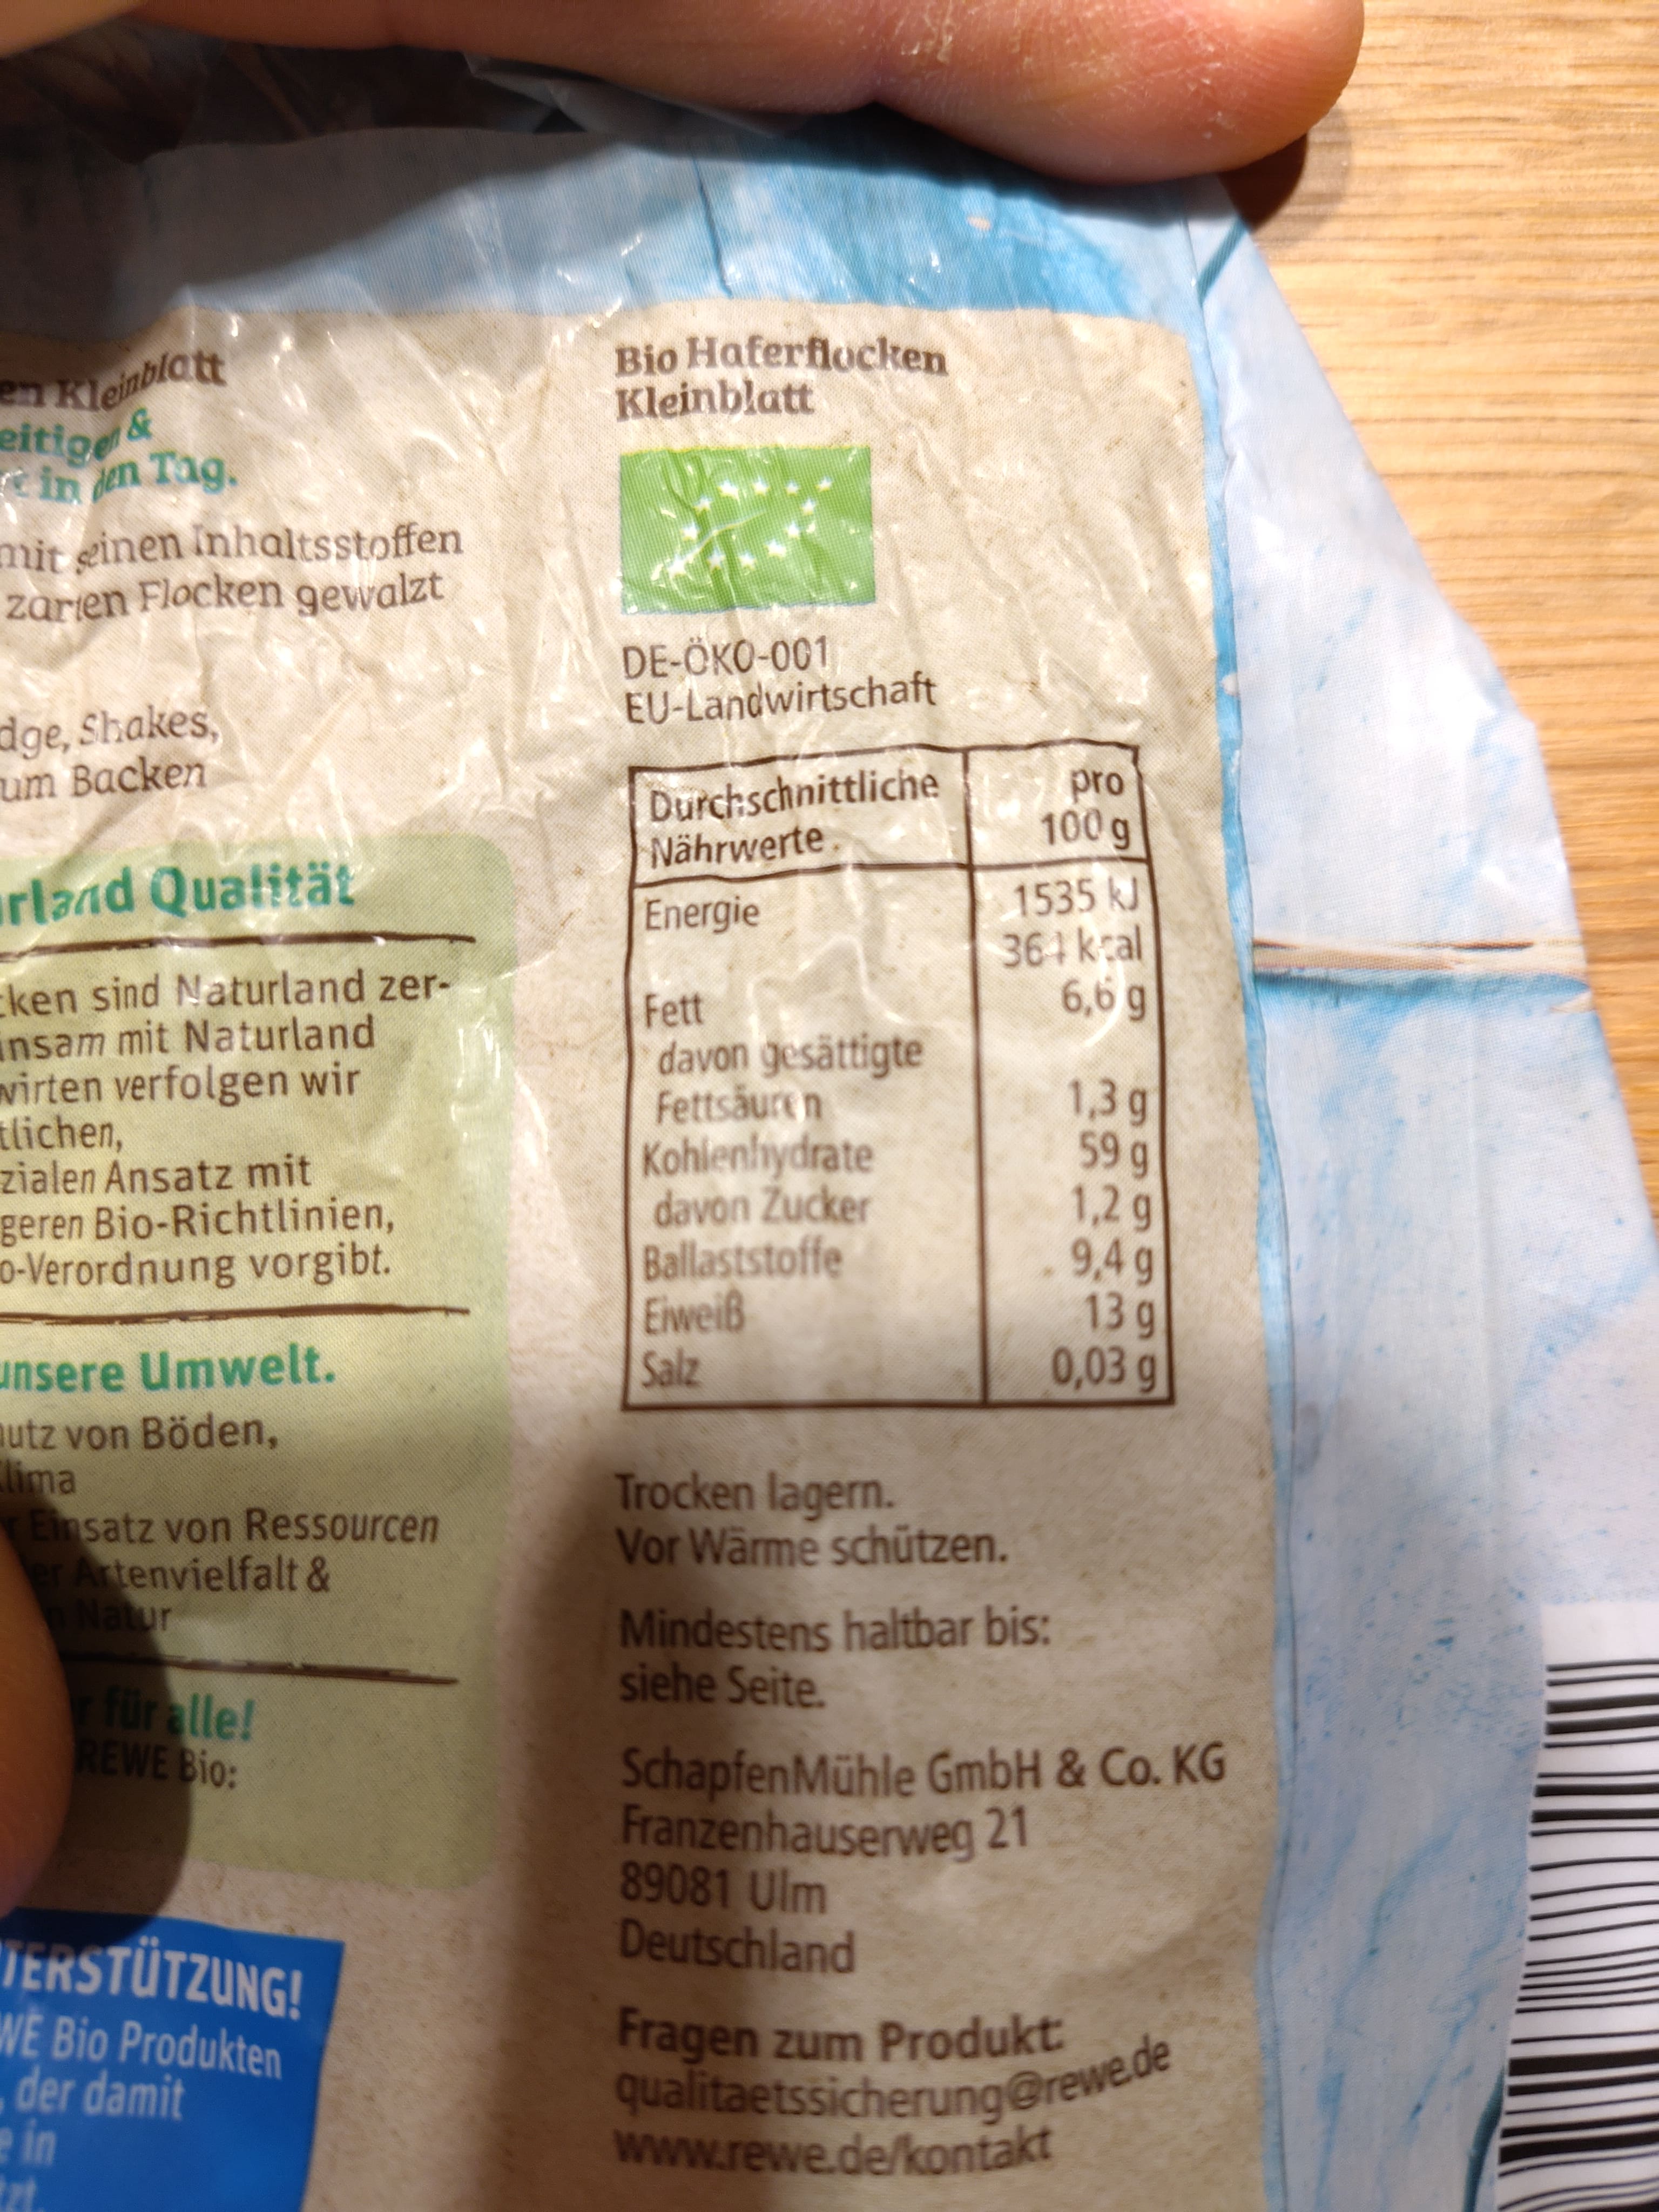 en Kleinblatt
eitigen &
t in den Tag.
mit seinen Inhaltsstoffen
zarten Flocken gewalzt
dge, Shakes,
um Backen
rland Qualität
cken sind Naturland zer-
insam mit Naturland
wirten verfolgen wir
tlichen,
zialen Ansatz mit
geren Bio-Richtlinien,
o-Verordnung vorgibt.
unsere Umwelt.
hutz von Böden,
Klima
r Einsatz von Ressourcen
er Artenvielfalt &
n Natur
r für alle!
REWE Bio:
TERSTÜTZUNG!
WE Bio Produkten
, der damit
e in
tzt.
Bio Haferflocken
Kleinblatt
DE-ÖKO-001
EU-Landwirtschaft
Durchschnittliche pro
Nährwerte 100 g
Energie 1535 kJ
364 kcal
Fett 6,6 g
davon gesättigte
Fettsäuren 1,3 g
Kohlenhydrate 59 g
davon Zucker 1,2 g
Ballaststoffe 9,4 g
Eiweiß 13 g
Salz 0,03 g
Trocken lagern.
Vor Wärme schützen.
Mindestens haltbar bis:
siehe Seite.
SchapfenMühle GmbH & Co. KG
Franzenhauserweg 21
89081 Ulm
Deutschland
Fragen zum Produkt:
qualitaetssicherung@rewe.de
www.rewe.de/kontakt